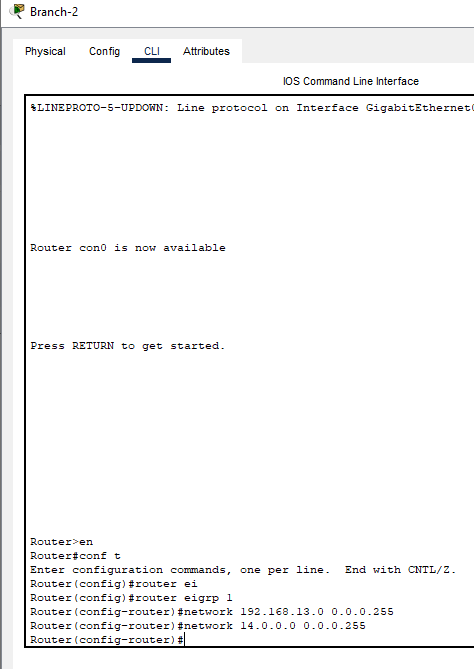 Branch-2
Physical Config CLI Attributes
IOS Command Line Interface
%LINEPROTO-5-UPDOWN: Line protocol on Interface GigabitEthernet
Router con0 is now available
Press RETURN to get started.
Router>en
Router#conf t
Enter configuration commands, one per line.  End with CNTL/Z.
Router(config)#router ei
Router(config)#router eigrp 1
Router(config-router)#network 192.168.13.0 0.0.0.255
Router(config-router)#network 14.0.0.0 0.0.0.255
Router(config-router)#